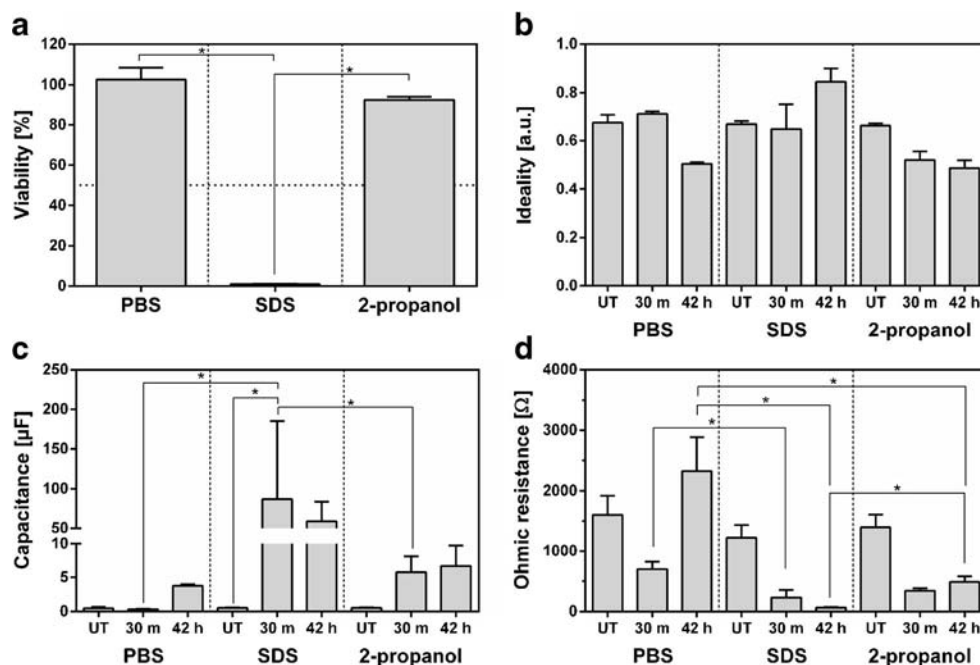 a
b
120
100
80
60
40
20
0
Viability [%]
*
*
PBS SDS 2-propanol
1.0
0.8
0.6
0.4
0.2
0.0
Ideality [a.u.]
UT 30 m 42 h UT 30 m 42 h UT 30 m 42 h
PBS SDS 2-propanol
c
d
250
200
150
100
50
10
5
0
Capacitance [µF]
*
*
*
UT 30 m 42 h UT 30 m 42 h UT 30 m 42 h
PBS SDS 2-propanol
4000
3000
2000
1000
0
Ohmic resistance [Ω]
*
*
*
*
UT 30 m 42 h UT 30 m 42 h UT 30 m 42 h
PBS SDS 2-propanol